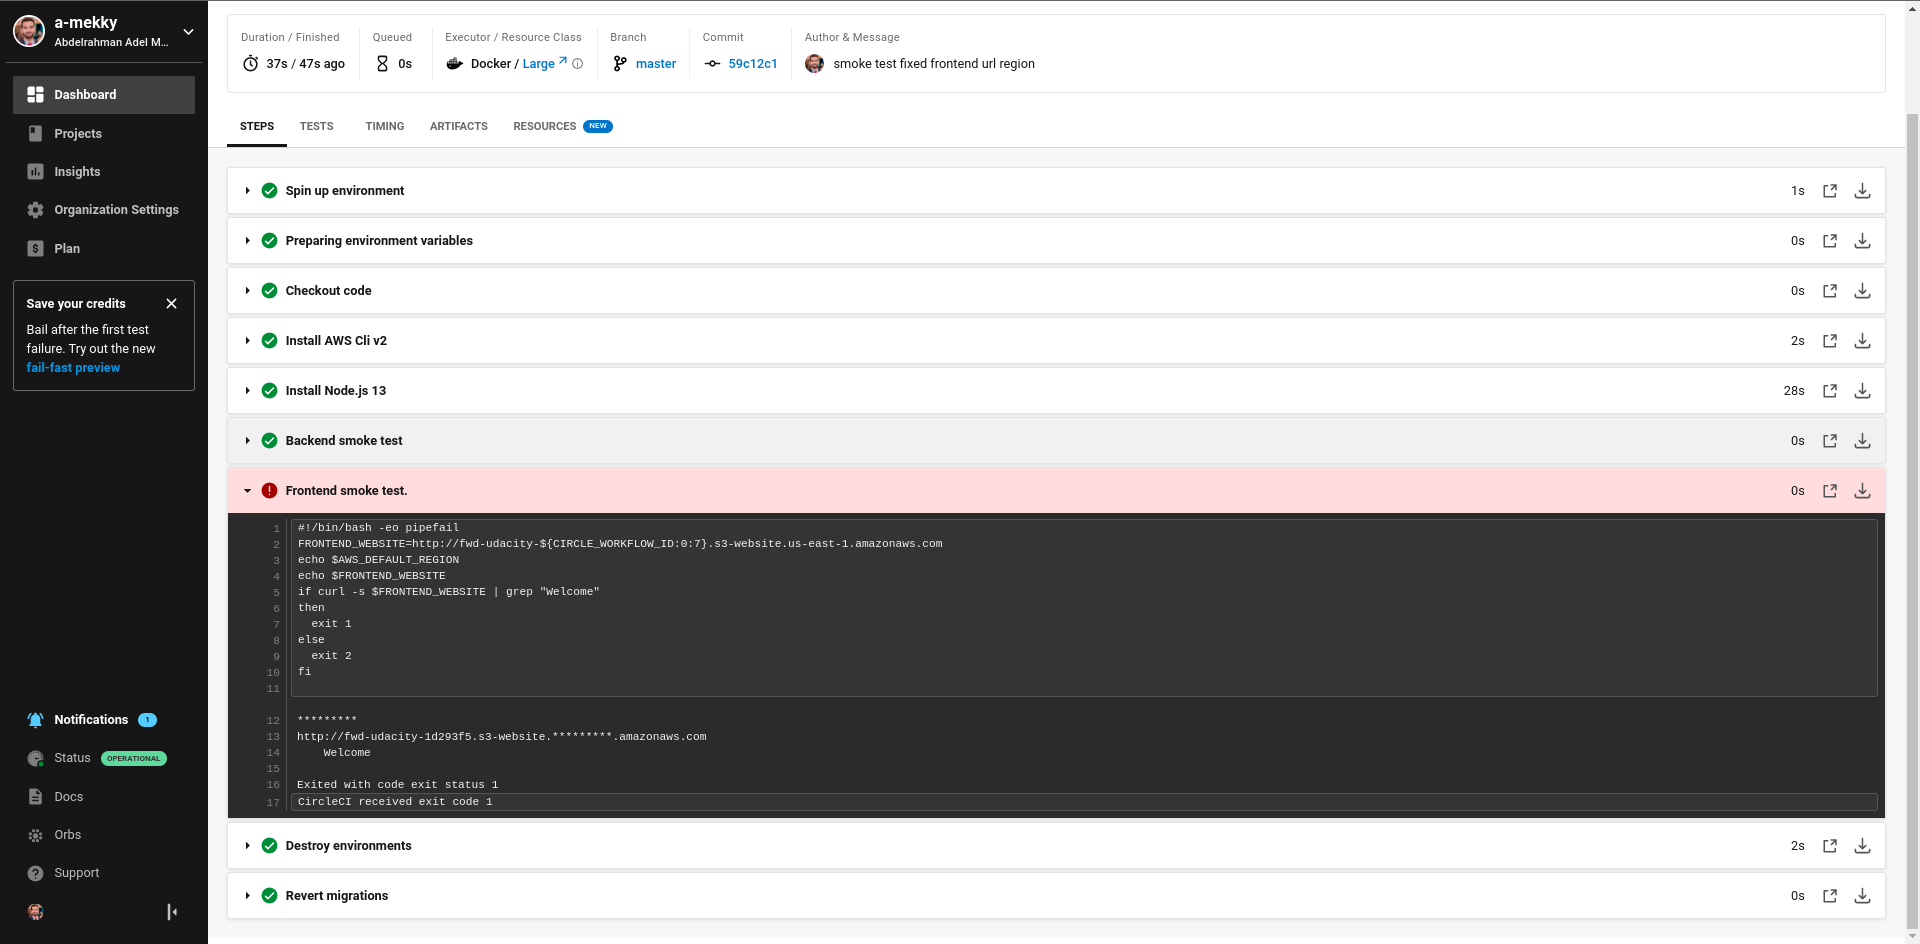 a-mekky
Abdelrahman Adel M...
Dashboard
Projects
Insights
Organization Settings
Plan
Save your credits
Bail after the first test
failure. Try out the new
fail-fast preview
Notifications 1
Status OPERATIONAL
Docs
Orbs
Support
Duration / Finished
37s / 47s ago
Queued
0s
Executor / Resource Class
Docker / Large
Branch
master
Commit
59c12c1
Author & Message
smoke test fixed frontend url region
STEPS TESTS TIMING ARTIFACTS RESOURCES NEW
Spin up environment 1s
Preparing environment variables 0s
Checkout code 0s
Install AWS Cli v2 2s
Install Node.js 13 28s
Backend smoke test 0s
Frontend smoke test. 0s
1 #!/bin/bash -eo pipefail
2 FRONTEND_WEBSITE=http://fwd-udacity-${CIRCLE_WORKFLOW_ID:0:7}.s3-website.us-east-1.amazonaws.com
3 echo $AWS_DEFAULT_REGION
4 echo $FRONTEND_WEBSITE
5 if curl -s $FRONTEND_WEBSITE | grep "Welcome"
6 then
7   exit 1
8 else
9   exit 2
10 fi
11
12 *********
13 http://fwd-udacity-1d293f5.s3-website.*********.amazonaws.com
14     Welcome
15
16 Exited with code exit status 1
17 CircleCI received exit code 1
Destroy environments 2s
Revert migrations 0s